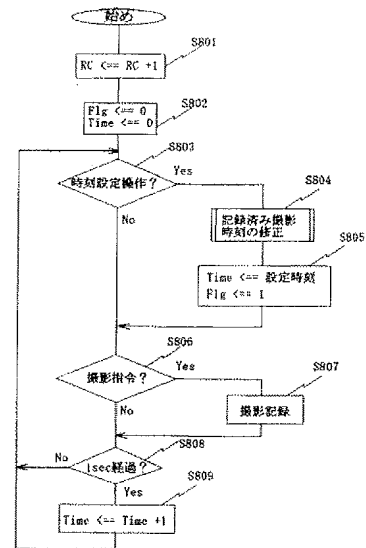 始め
S801
RC <== RC +1
S802
Flg <== 0
Time <== 0
S803
時刻設定操作?
Yes
No
S804
記録済み撮影
時刻の修正
S805
Time <== 設定時刻
Flg <== 1
S806
撮影指令?
Yes
No
S807
撮影記録
S808
1sec経過?
No
Yes
S809
Time <== Time +1